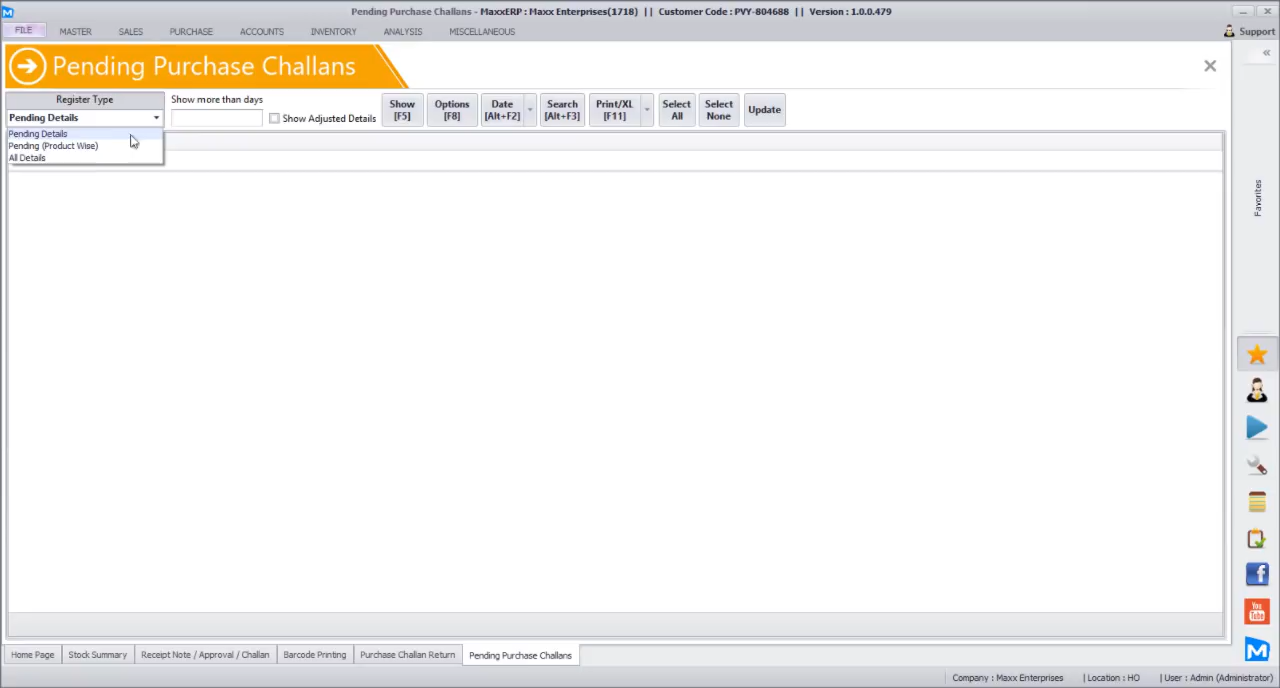 Pending Purchase Challans - MaxxERP : Maxx Enterprises(1718) || Customer Code : PVY-804688 || Version : 1.0.0.479
FILE MASTER SALES PURCHASE ACCOUNTS INVENTORY ANALYSIS MISCELLANEOUS Support
Pending Purchase Challans
Register Type
Show more than days
Pending Details
Show Adjusted Details
Show [F5]
Options [F8]
Date [Alt+F2]
Search [Alt+F3]
Print/XL [F11]
Select All
Select None
Update
Pending Details
Pending (Product Wise)
All Details
Favorites
You Tube
Home Page Stock Summary Receipt Note / Approval / Challan Barcode Printing Purchase Challan Return Pending Purchase Challans
Company : Maxx Enterprises | Location : HO | User : Admin (Administrator)